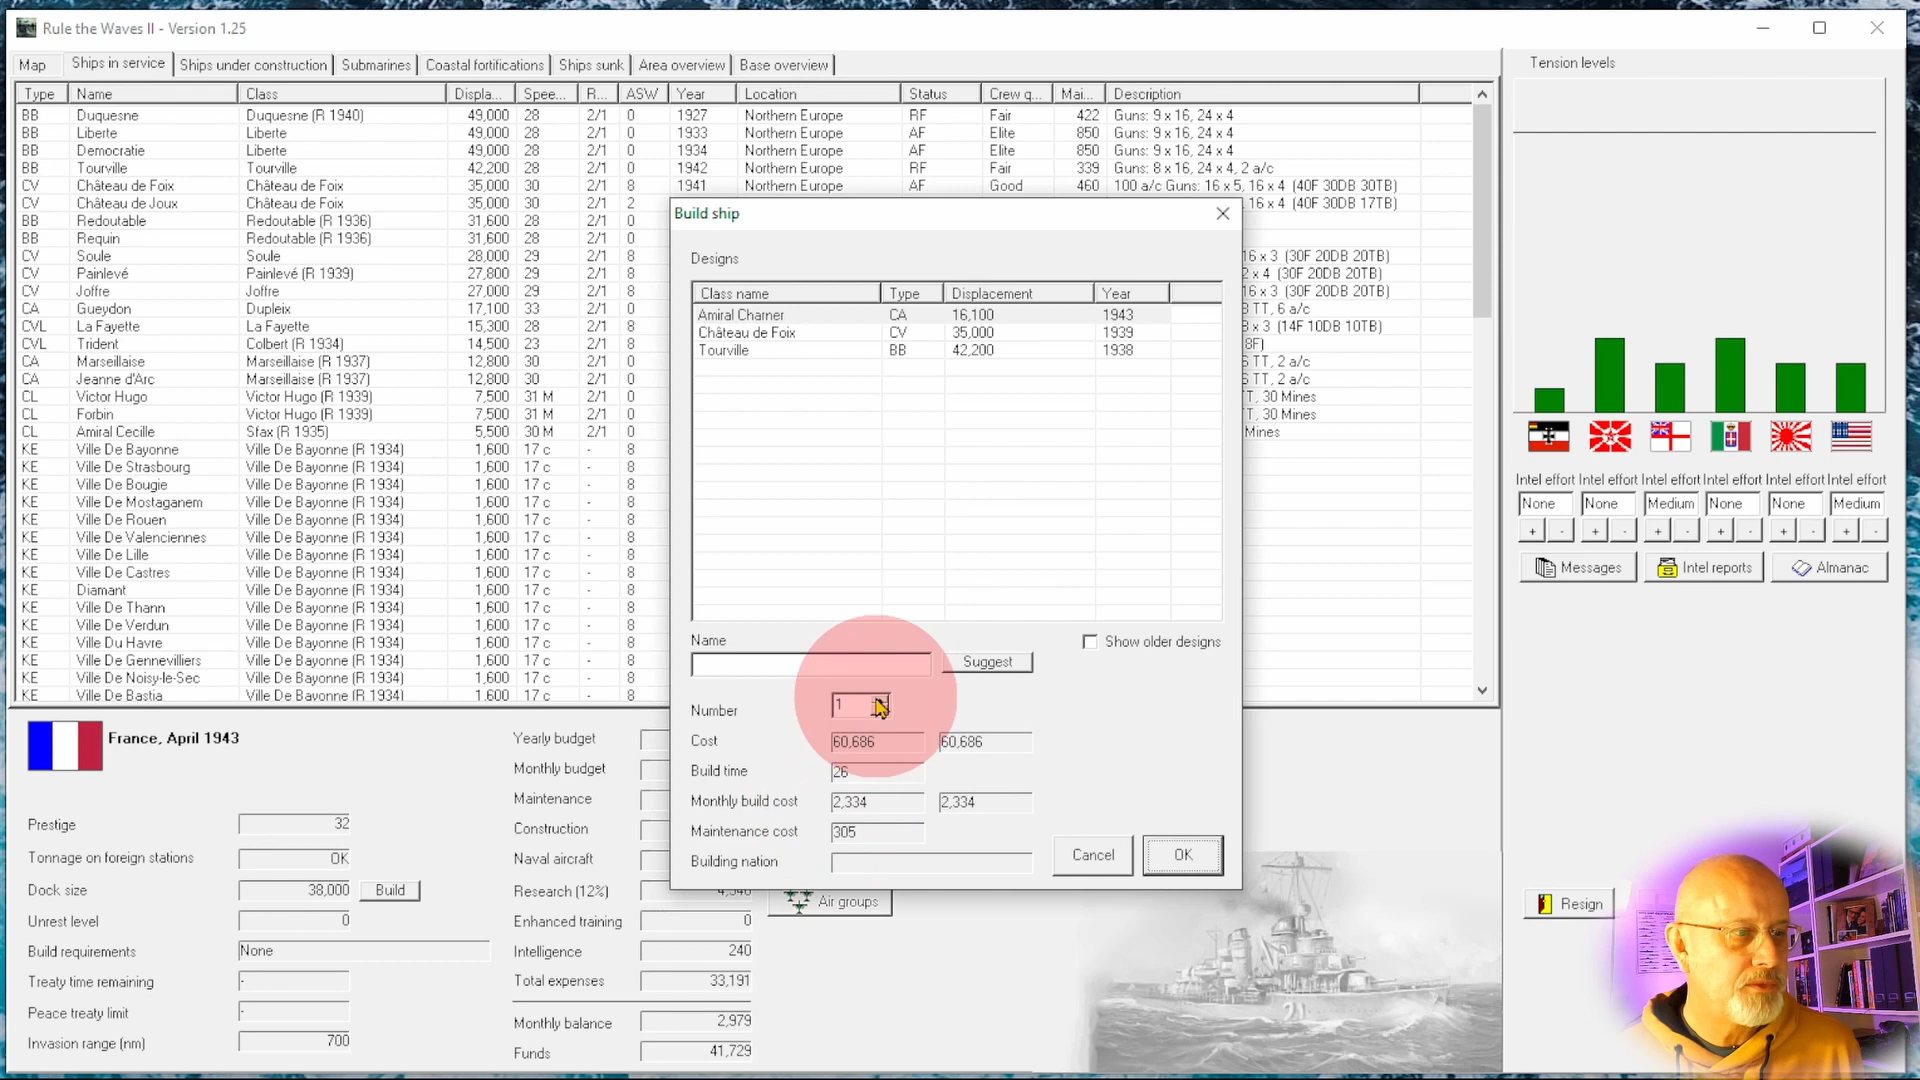 Rule the Waves II - Version 1.25
Map Ships in service Ships under construction Submarines Coastal fortifications Ships sunk Area overview Base overview
Type Name Class Displa... Spee... R... ASW Year Location Status Crew q... Mai... Description
BB Duquesne Duquesne (R 1940) 49,000 28 2/1 0 1927 Northern Europe RF Fair 422 Guns: 9 x 16, 24 x 4
BB Liberte Liberte 49,000 28 2/1 0 1933 Northern Europe AF Elite 850 Guns: 9 x 16, 24 x 4
BB Democratie Liberte 49,000 28 2/1 0 1934 Northern Europe AF Elite 850 Guns: 9 x 16, 24 x 4
BB Tourville Tourville 42,200 28 2/1 0 1942 Northern Europe RF Fair 339 Guns: 8 x 16, 24 x 4, 2 a/c
CV Château de Foix Château de Foix 35,000 30 2/1 8 1941 Northern Europe AF Good 460 100 a/c Guns: 16 x 5, 16 x 4 (40F 30DB 30TB)
CV Château de Joux Château de Foix 35,000 30 2/1 2 16 x 4 (40F 30DB 17TB)
BB Redoutable Redoutable (R 1936) 31,600 28 2/1 0
BB Requin Redoutable (R 1936) 31,600 28 2/1 0
CV Soule Soule 28,000 29 2/1 8 16 x 3 (30F 20DB 20TB)
CV Painlevé Painlevé (R 1939) 27,800 29 2/1 8 2 x 4 (30F 20DB 20TB)
CV Joffre Joffre 27,000 29 2/1 8 16 x 3 (30F 20DB 20TB)
CA Gueydon Dupleix 17,100 33 2/1 0 TT, 6 a/c
CVL La Fayette La Fayette 15,300 28 2/1 8 8 x 3 (14F 10DB 10TB)
CVL Trident Colbert (R 1934) 14,500 23 2/1 8 8F)
CA Marseillaise Marseillaise (R 1937) 12,800 30 2/1 0 TT, 2 a/c
CA Jeanne d'Arc Marseillaise (R 1937) 12,800 30 2/1 0 TT, 2 a/c
CL Victor Hugo Victor Hugo (R 1939) 7,500 31 M 2/1 0 TT, 30 Mines
CL Forbin Victor Hugo (R 1939) 7,500 31 M 2/1 0 TT, 30 Mines
CL Amiral Cecille Sfax (R 1935) 5,500 30 M 2/1 0 Mines
KE Ville De Bayonne Ville De Bayonne (R 1934) 1,600 17 c - 8
KE Ville De Strasbourg Ville De Bayonne (R 1934) 1,600 17 c - 8
KE Ville De Bougie Ville De Bayonne (R 1934) 1,600 17 c - 8
KE Ville De Mostaganem Ville De Bayonne (R 1934) 1,600 17 c - 8
KE Ville De Rouen Ville De Bayonne (R 1934) 1,600 17 c - 8
KE Ville De Valenciennes Ville De Bayonne (R 1934) 1,600 17 c - 8
KE Ville De Lille Ville De Bayonne (R 1934) 1,600 17 c - 8
KE Ville De Castres Ville De Bayonne (R 1934) 1,600 17 c - 8
KE Diamant Ville De Bayonne (R 1934) 1,600 17 c - 8
KE Ville De Thann Ville De Bayonne (R 1934) 1,600 17 c - 8
KE Ville De Verdun Ville De Bayonne (R 1934) 1,600 17 c - 8
KE Ville Du Havre Ville De Bayonne (R 1934) 1,600 17 c - 8
KE Ville De Gennevilliers Ville De Bayonne (R 1934) 1,600 17 c - 8
KE Ville De Noisy-le-Sec Ville De Bayonne (R 1934) 1,600 17 c - 8
KE Ville De Bastia Ville De Bayonne (R 1934) 1,600 17 c - 8
Build ship
Designs
Class name Type Displacement Year
Amiral Charner CA 16,100 1943
Château de Foix CV 35,000 1939
Tourville BB 42,200 1938
Name
Show older designs
Suggest
Number 1
Cost 60,686 60,686
Build time 26
Monthly build cost 2,334 2,334
Maintenance cost 305
Building nation
Cancel OK
Tension levels
Intel effort Intel effort Intel effort Intel effort Intel effort Intel effort
None None Medium None None Medium
+ - + - + - + - + - + -
Messages Intel reports Almanac
Resign
France, April 1943
Prestige 32
Tonnage on foreign stations OK
Dock size 38,000 Build
Unrest level 0
Build requirements None
Treaty time remaining -
Peace treaty limit -
Invasion range (nm) 700
Yearly budget
Monthly budget
Maintenance
Construction
Naval aircraft
Research (12%)
Enhanced training 0
Intelligence 240
Total expenses 33,191
Monthly balance 2,979
Funds 41,729
Air groups